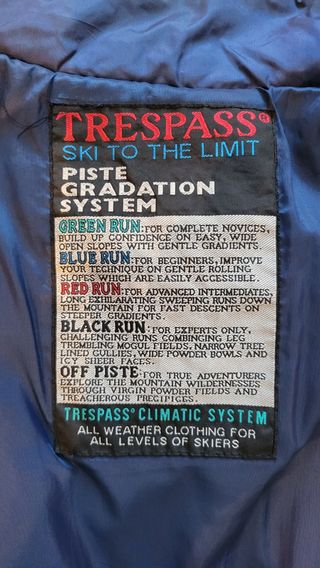 TRESPASS®
SKI TO THE LIMIT
PISTE
GRADATION
SYSTEM
GREEN RUN: FOR COMPLETE NOVICES,
BUILD UP CONFIDENCE ON EASY, WIDE
OPEN SLOPES WITH GENTLE GRADIENTS.
BLUE RUN: FOR BEGINNERS, IMPROVE
YOUR TECHNIQUE ON GENTLE ROLLING
SLOPES WHICH ARE EASILY ACCESSIBLE.
RED RUN: FOR ADVANCED INTERMEDIATES,
LONG EXHILARATING SWEEPING RUNS DOWN
THE MOUNTAIN FOR FAST DESCENTS ON
STEEPER GRADIENTS.
BLACK RUN: FOR EXPERTS ONLY,
CHALLENGING RUNS COMBINGING LEG
TREMBLING MOGUL FIELDS, NARROW TREE
LINED GULLIES, WIDE POWDER BOWLS AND
ICY SHEER FACES.
OFF PISTE: FOR TRUE ADVENTURERS
EXPLORE THE MOUNTAIN WILDERNESSES
THROUGH VIRGIN POWDER FIELDS AND
TREACHEROUS PRECIPICES.
TRESPASS® CLIMATIC SYSTEM
ALL WEATHER CLOTHING FOR
ALL LEVELS OF SKIERS